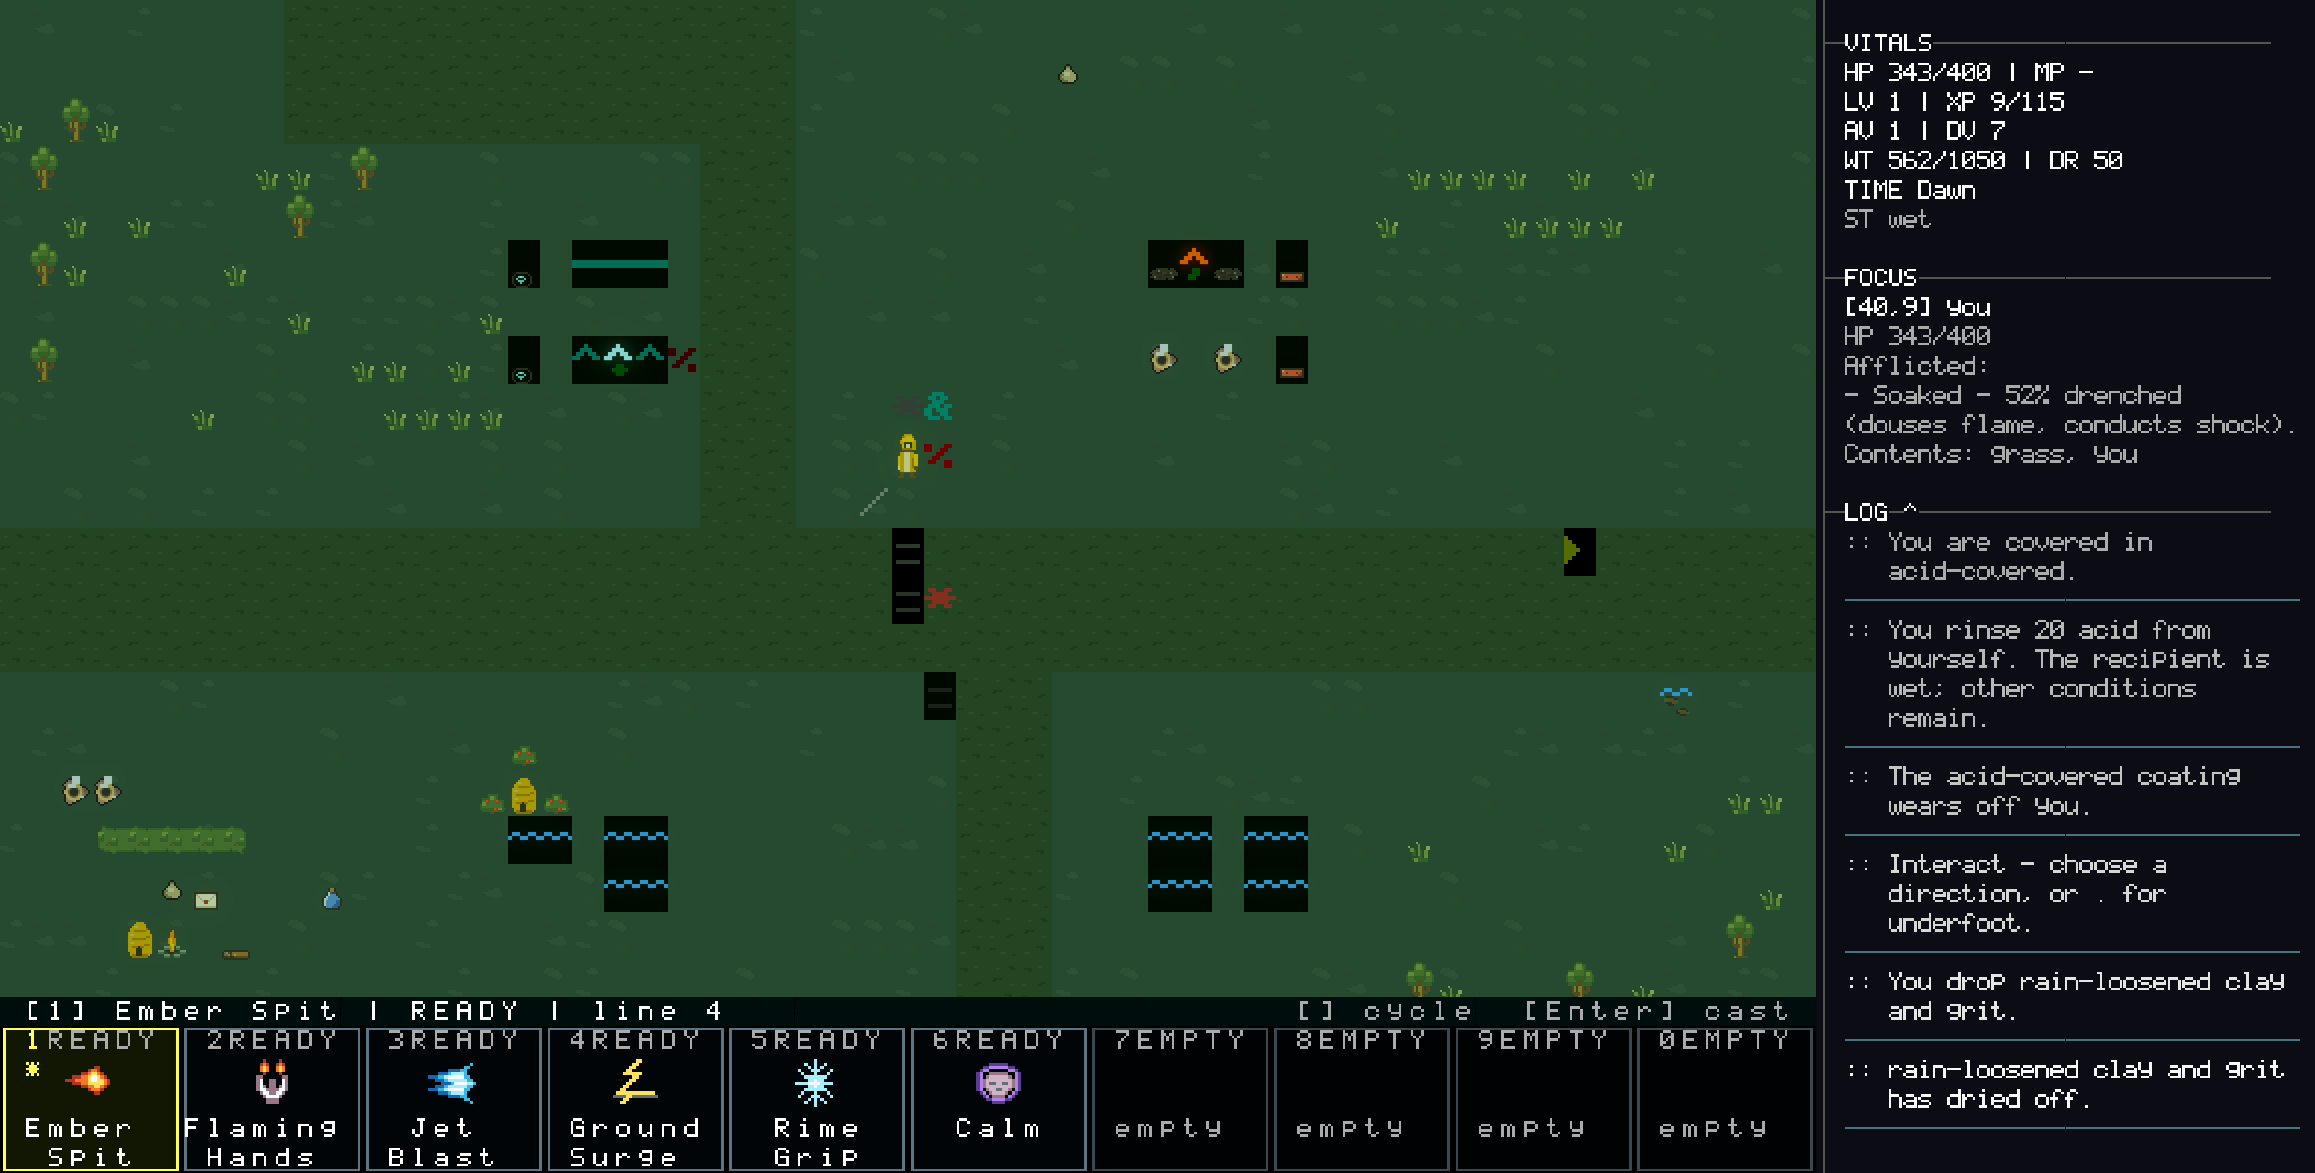 VITALS
HP 343/400 | MP -
LV 1 | XP 9/115
AV 1 | DV 7
WT 562/1050 | DR 50
TIME Dawn
ST wet
FOCUS
[40,9] You
HP 343/400
Afflicted:
- Soaked - 52% drenched
(douses flame, conducts shock).
Contents: grass, You
LOG ^
:: You are covered in
acid-covered.
:: You rinse 20 acid from
yourself. The recipient is
wet; other conditions
remain.
:: The acid-covered coating
wears off you.
:: Interact - choose a
direction, or . for
underfoot.
:: You drop rain-loosened clay
and grit.
:: rain-loosened clay and grit
has dried off.
[1] Ember Spit | READY | line 4
[] cycle [Enter] cast
1READY 2READY 3READY 4READY 5READY 6READY 7EMPTY 8EMPTY 9EMPTY 0EMPTY
Ember Spit
Flaming Hands
Jet Blast
Ground Surge
Rime Grip
Calm
empty
empty
empty
empty